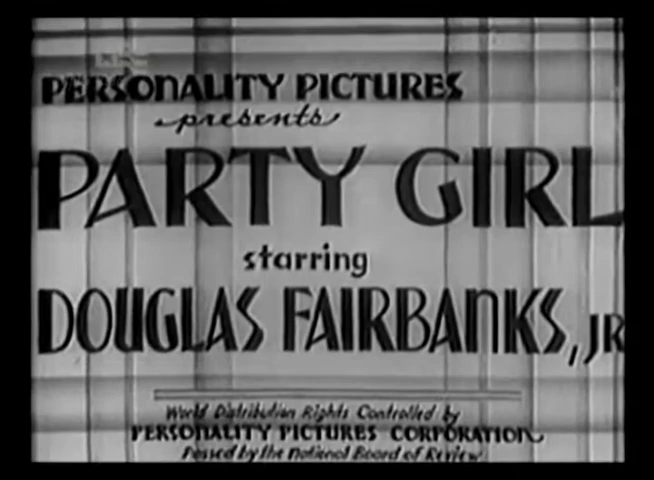 PERSONALITY PICTURES
presents
PARTY GIRL
starring
DOUGLAS FAIRBANKS, JR
World Distribution Rights Controlled by
PERSONALITY PICTURES CORPORATION
Passed by the National Board of Review